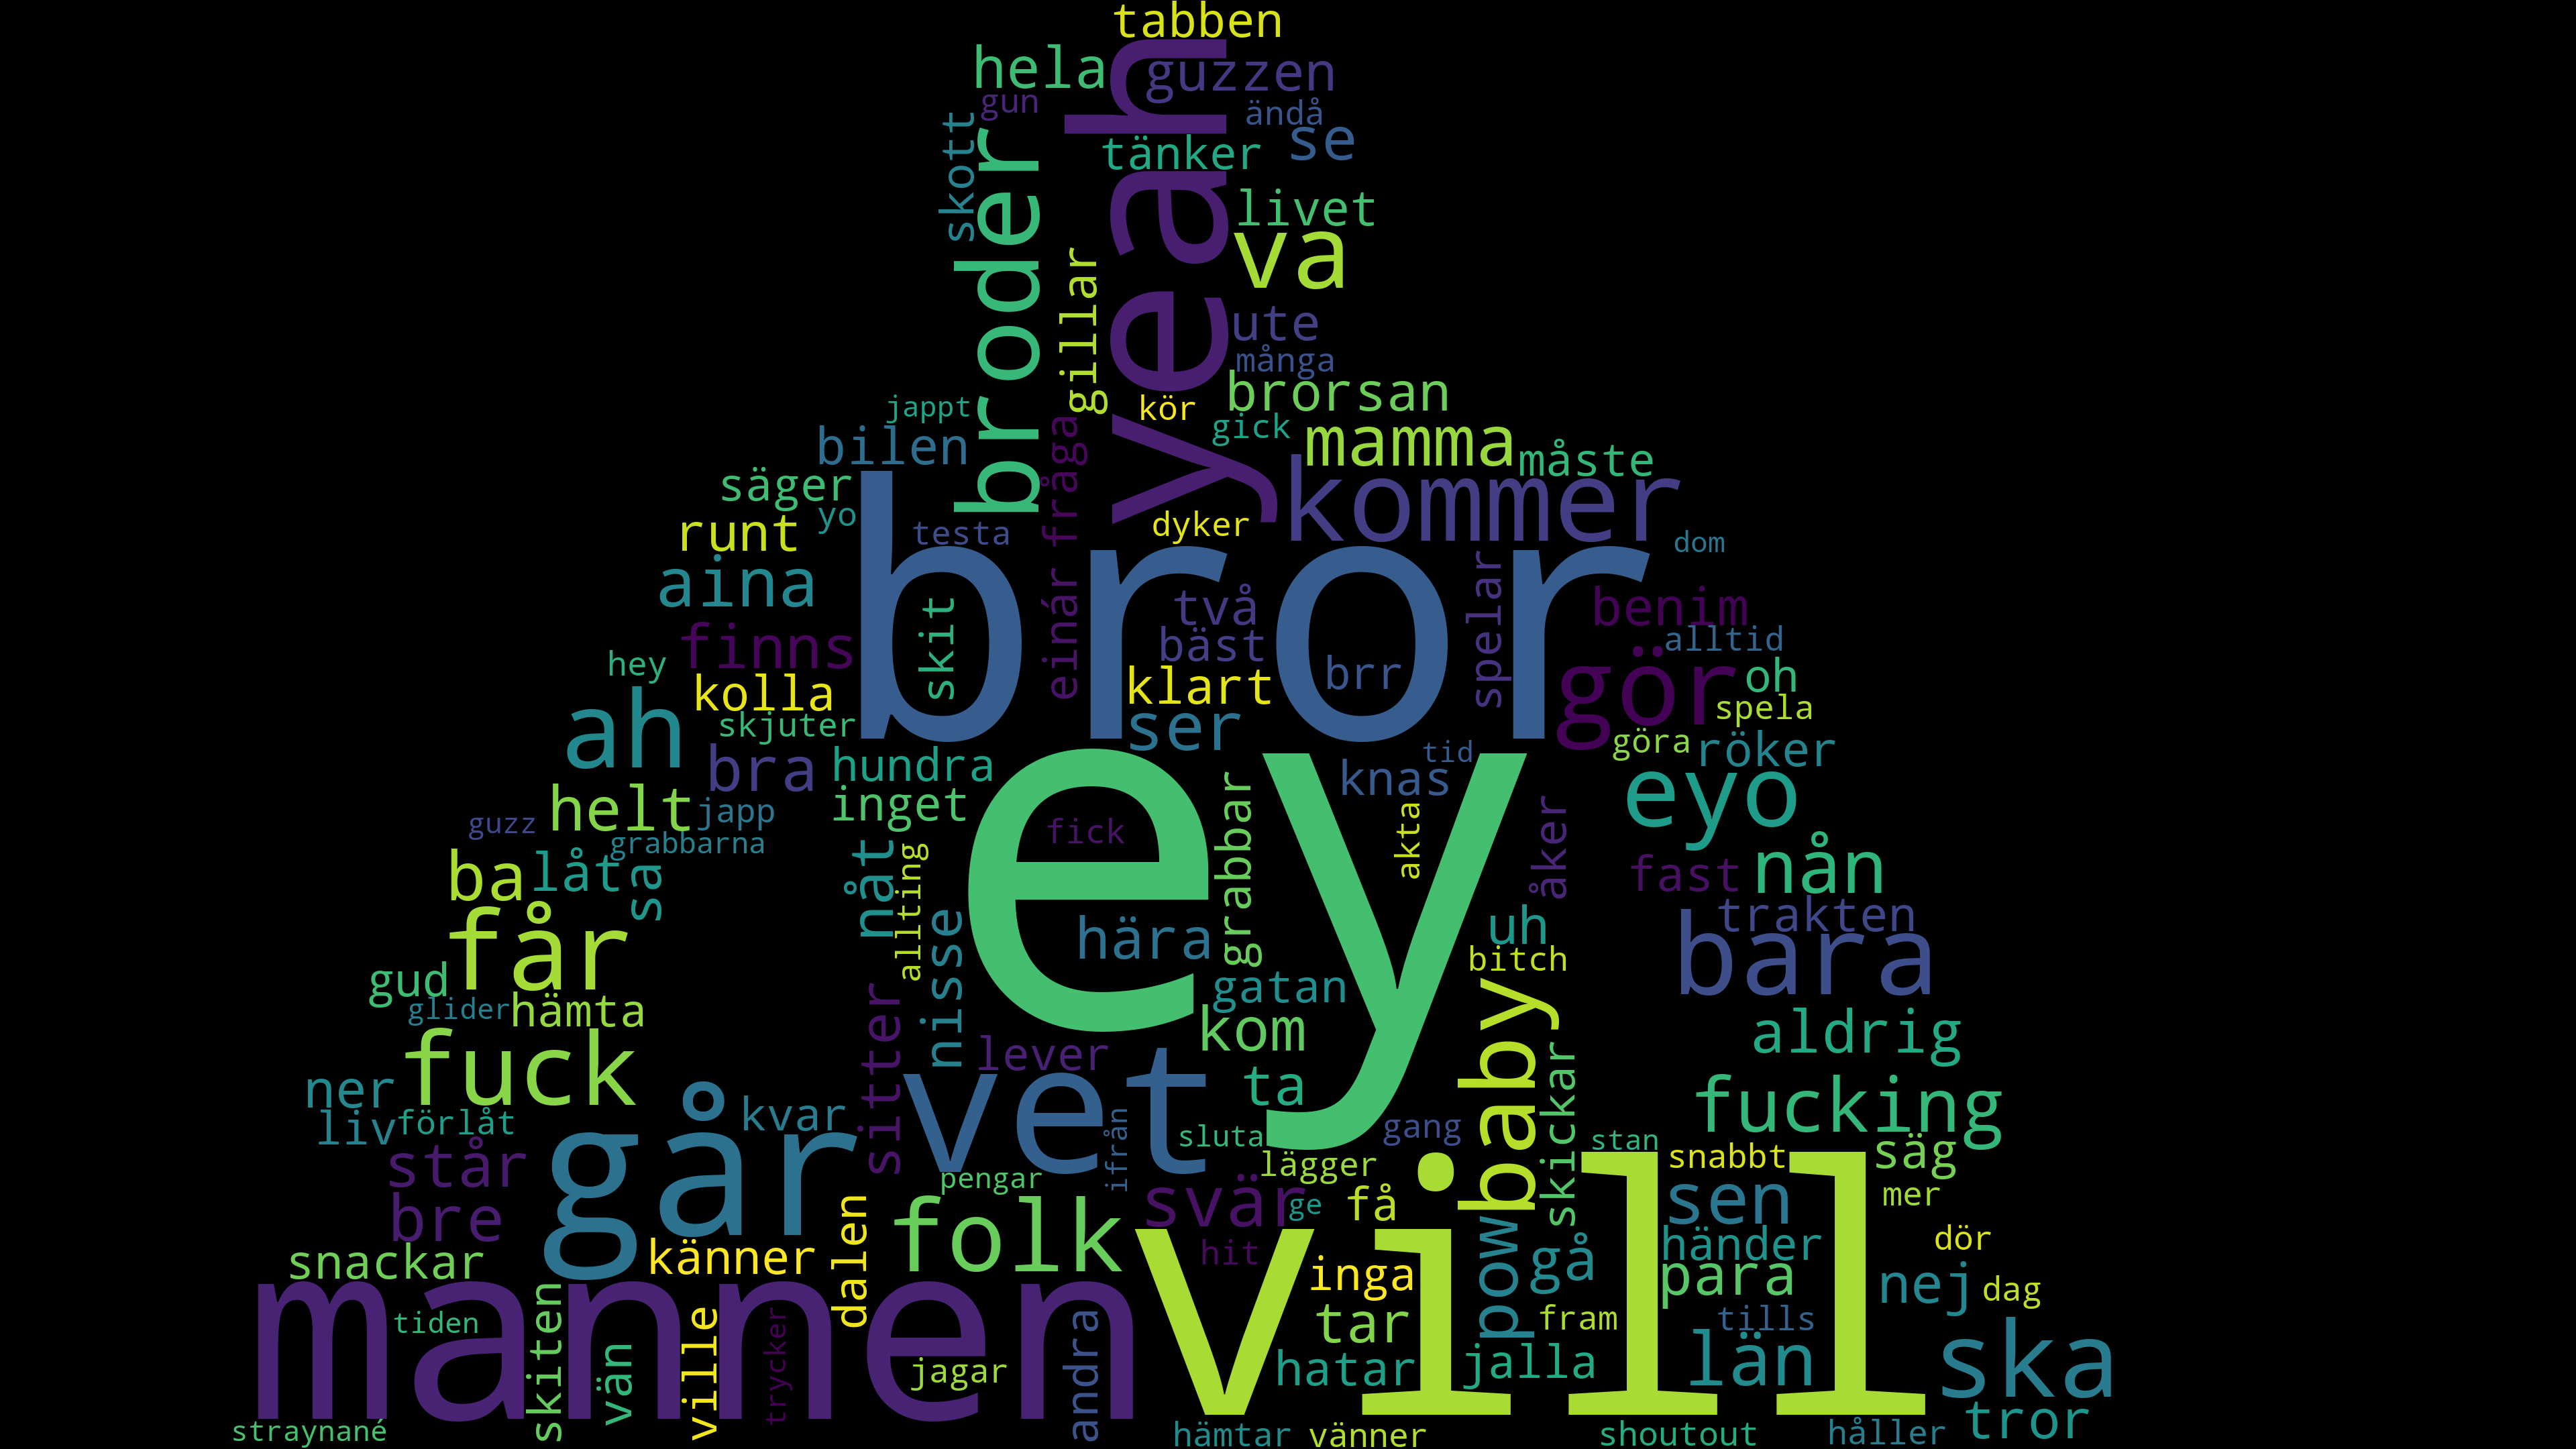 tabben
hela
guzzen
gun
ändå
yeah
skott
broder
tänker
se
livet
va
gillar
ute
många
brorsan
jappt
kör
gick
bilen
mamma
måste
säger
kommer
runt
yo
testa
einár
fråga
dyker
dom
aina
bror
spelar
två
benim
skit
bäst
alltid
finns
hey
brr
gör
oh
kolla
klart
spela
skjuter
ser
göra
röker
ah
bra
hundra
tid
knas
eyo
helt
japp
inget
ey
guzz
grabbarna
fick
grabbar
akta
åker
nån
ba
låt
sa
nåt
allting
fast
trakten
får
nisse
hära
uh
bara
bitch
gud
glider
hämta
gatan
fuck
sitter
kom
baby
aldrig
lever
vet
ner
går
kvar
ta
skickar
fucking
liv
förlåt
ifrån
sluta
gang
stan
snabbt
säg
står
pengar
lägger
svär
ge
få
sen
mer
bre
dalen
folk
hit
pow
gå
händer
dör
snackar
känner
vill
inga
para
nej
dag
mannen
tiden
skiten
vän
ville
trycker
jagar
andra
tar
fram
tills
hatar
jalla
län
ska
straynané
hämtar
vänner
shoutout
håller
tror